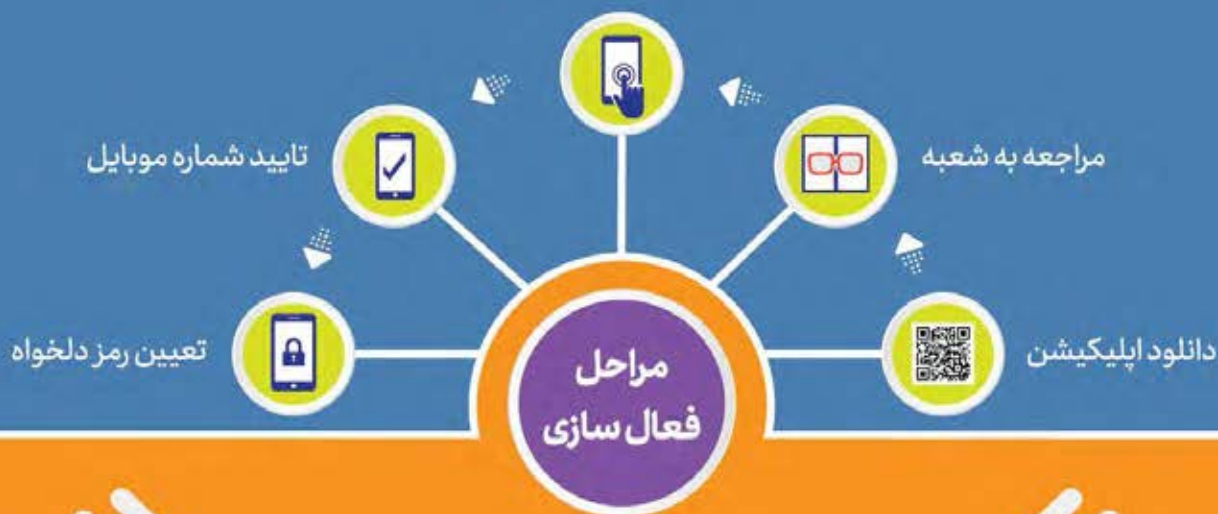 دانلود اپلیکیشن
مراجعه به شعبه
تایید شماره موبایل
تعیین رمز دلخواه
مراحل
فعال سازی